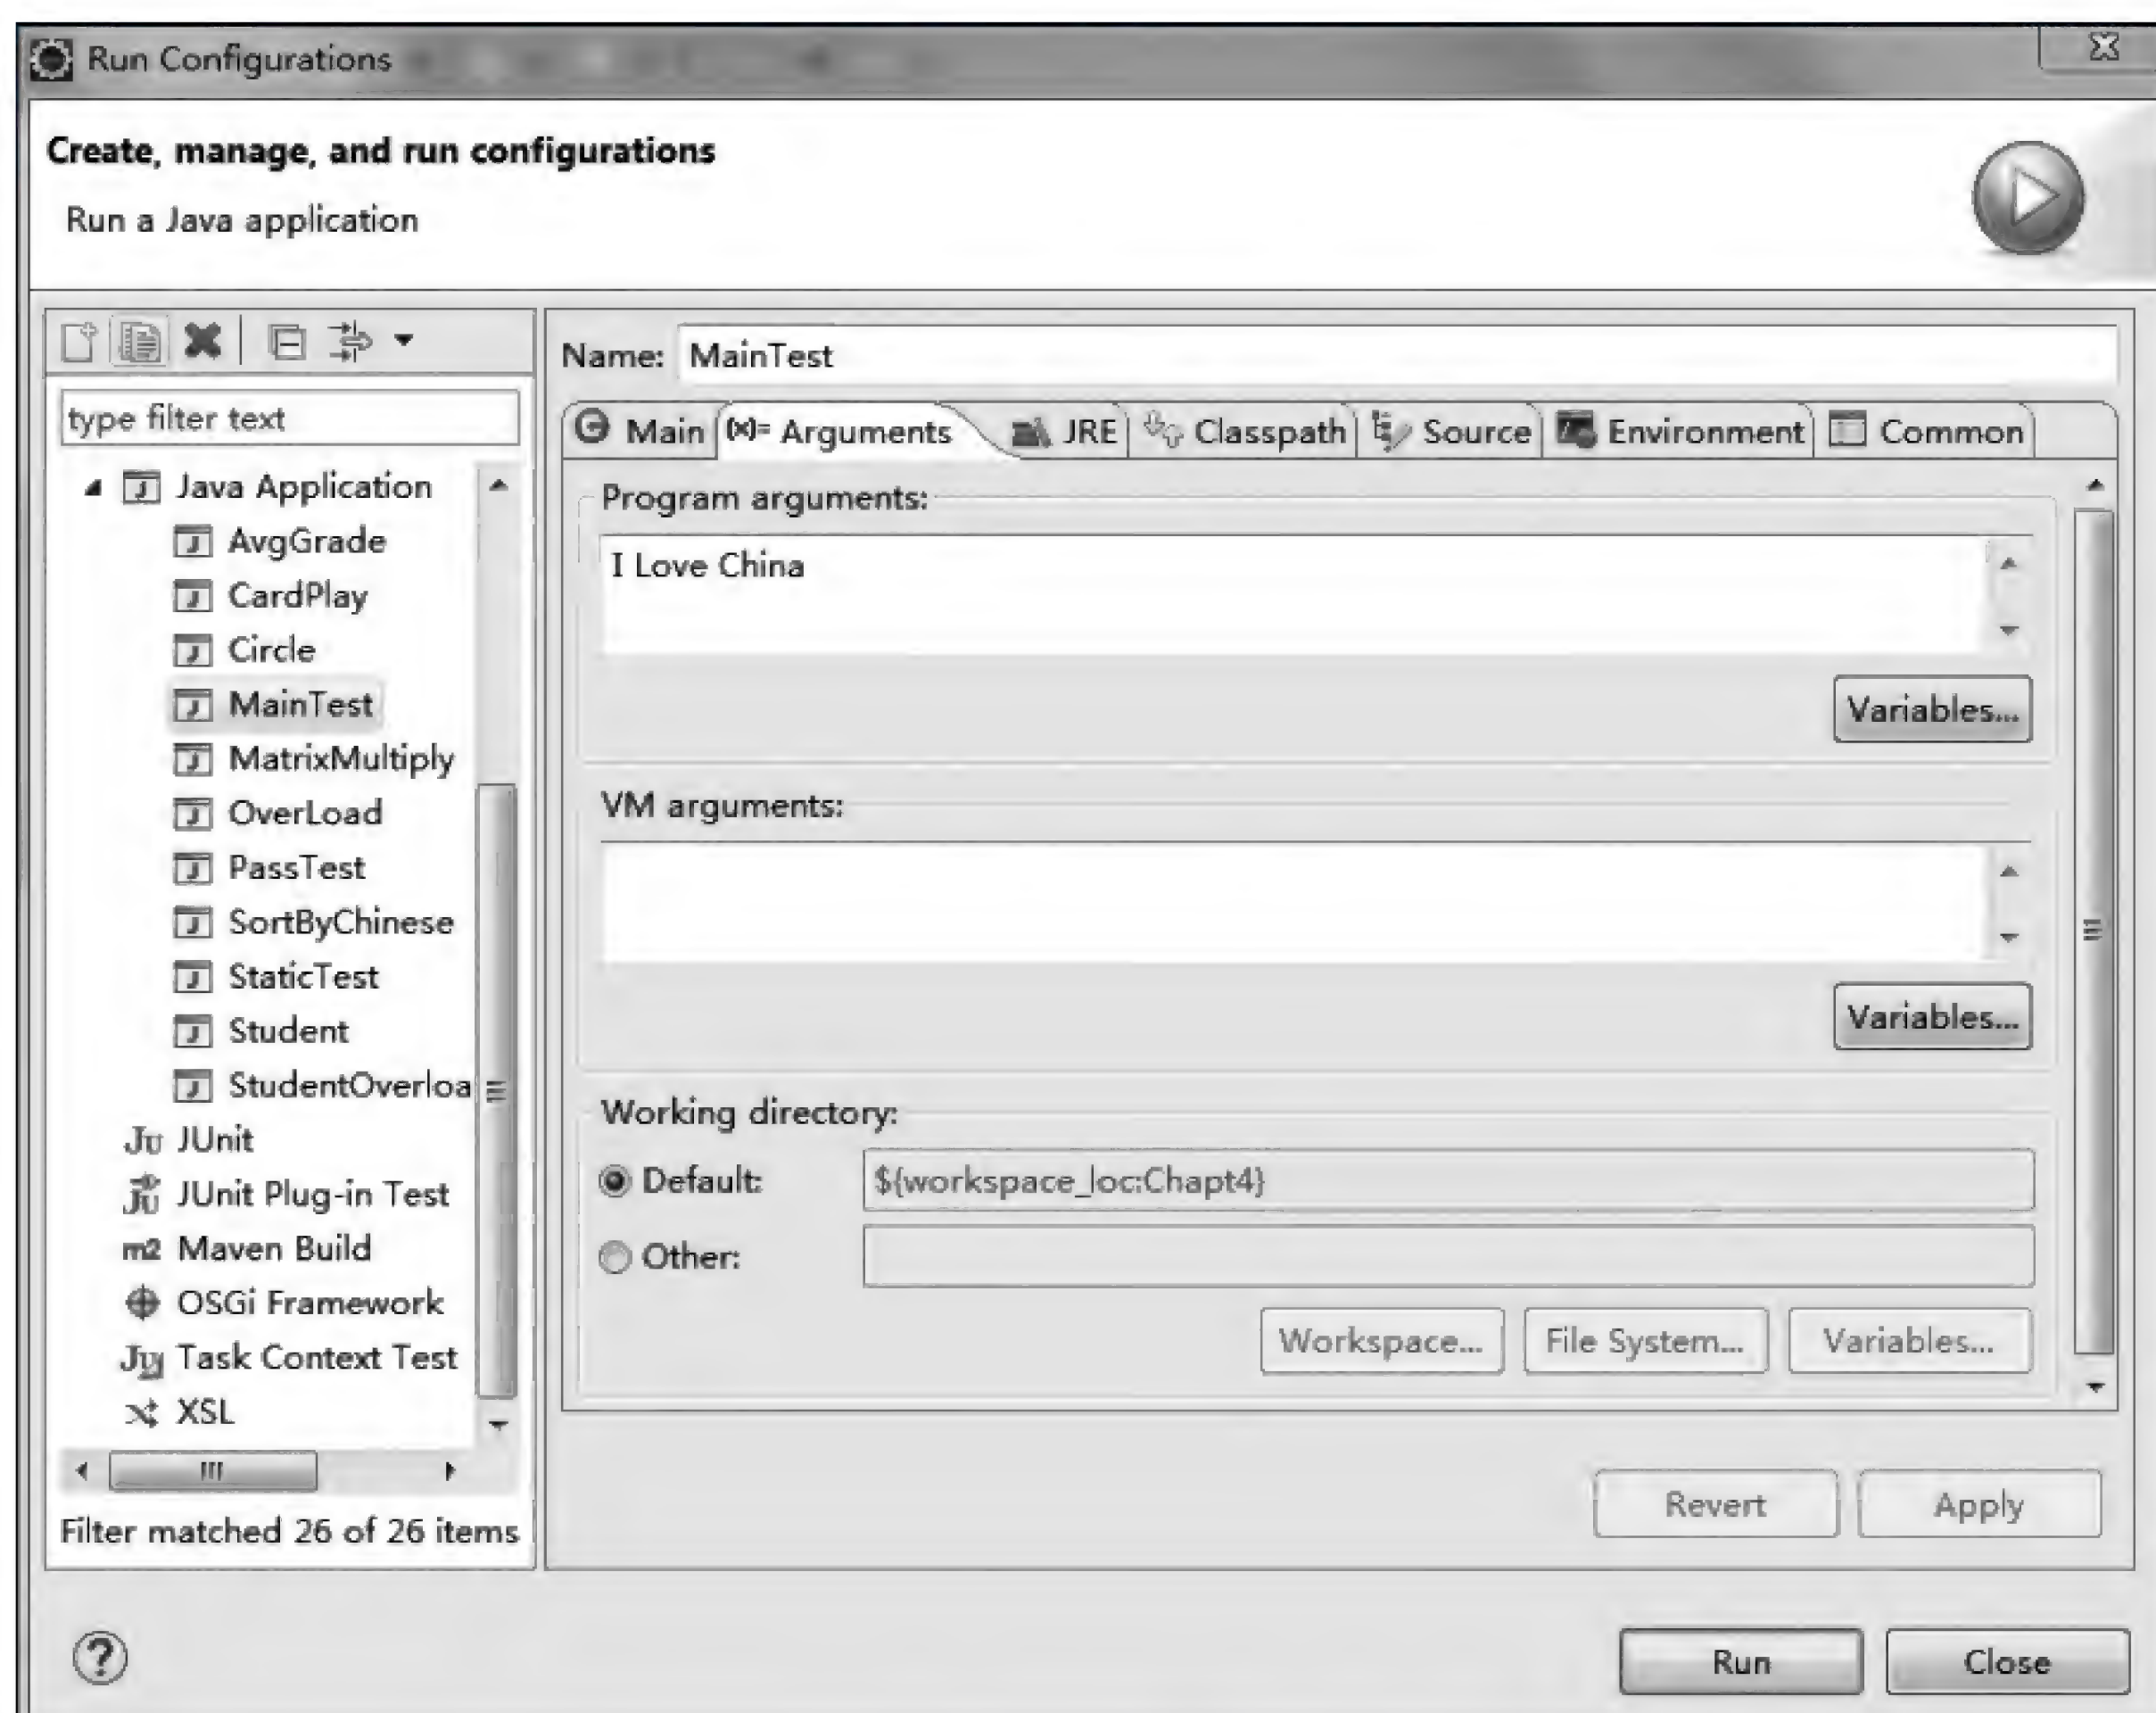 Run Configurations
Create, manage, and run configurations
Run a Java application
type filter text
Java Application
AvgGrade
CardPlay
Circle
MainTest
MatrixMultiply
OverLoad
PassTest
SortByChinese
StaticTest
Student
StudentOverloa
JUnit
JUnit Plug-in Test
m2 Maven Build
OSGi Framework
Task Context Test
XSL
Filter matched 26 of 26 items
Name: MainTest
Main (x)= Arguments JRE Classpath Source Environment Common
Program arguments:
I Love China
Variables...
VM arguments:
Variables...
Working directory:
Default: ${workspace_loc:Chapt4}
Other:
Workspace... File System... Variables...
Revert Apply
Run Close